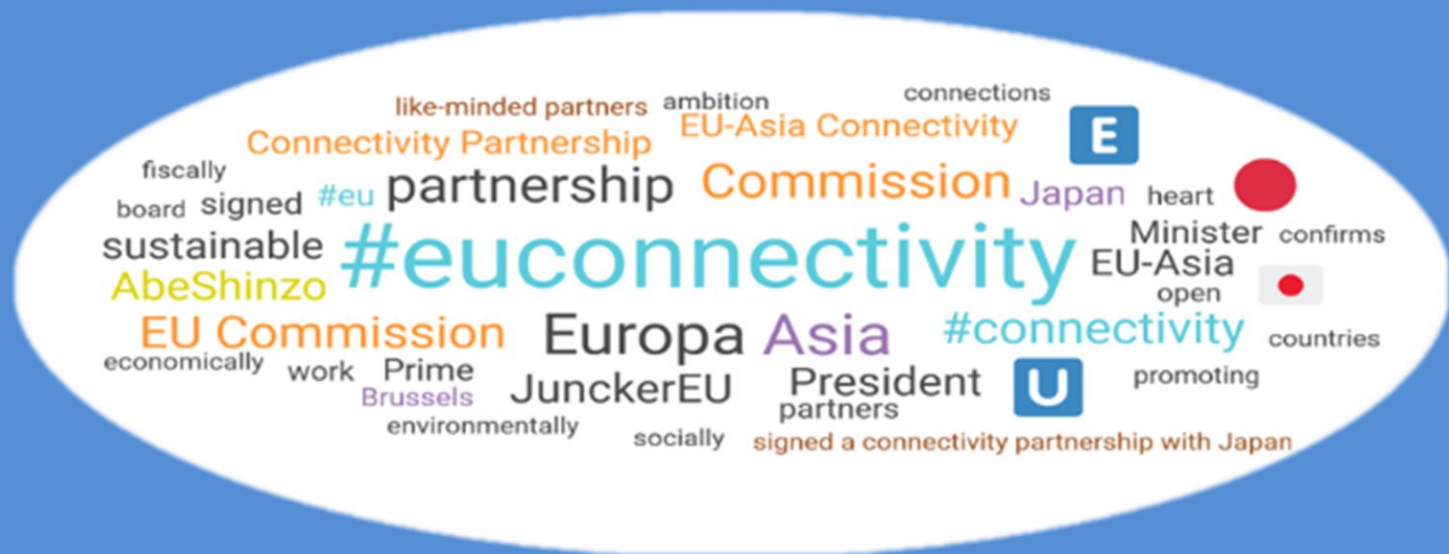 like-minded partners ambition connections
Connectivity Partnership EU-Asia Connectivity E
fiscally
board signed #eu partnership Commission Japan heart
sustainable #euconnectivity Minister confirms
EU-Asia
AbeShinzo open
EU Commission Europa Asia #connectivity countries
economically work Prime JunckerEU President U promoting
Brussels partners
environmentally socially signed a connectivity partnership with Japan